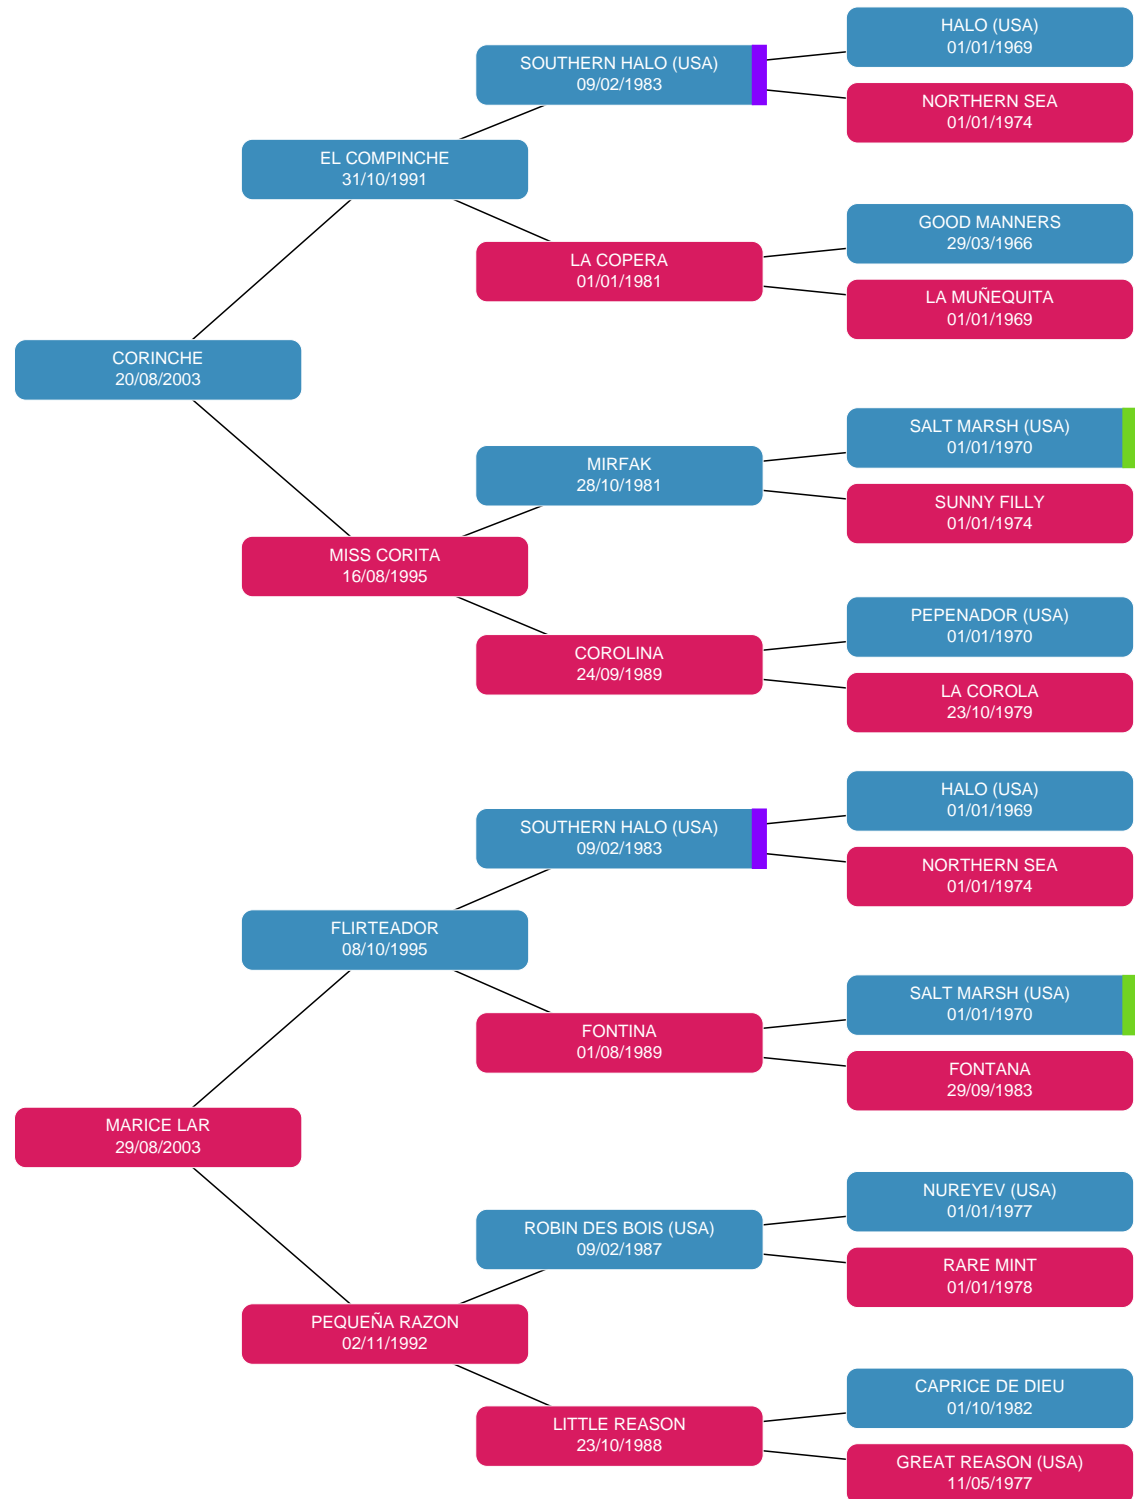 HALO (USA)
01/01/1969
SOUTHERN HALO (USA)
09/02/1983
NORTHERN SEA
01/01/1974
EL COMPINCHE
31/10/1991
GOOD MANNERS
29/03/1966
LA COPERA
01/01/1981
LA MUÑEQUITA
01/01/1969
CORINCHE
20/08/2003
SALT MARSH (USA)
01/01/1970
MIRFAK
28/10/1981
SUNNY FILLY
01/01/1974
MISS CORITA
16/08/1995
PEPENADOR (USA)
01/01/1970
COROLINA
24/09/1989
LA COROLA
23/10/1979
HALO (USA)
01/01/1969
SOUTHERN HALO (USA)
09/02/1983
NORTHERN SEA
01/01/1974
FLIRTEADOR
08/10/1995
SALT MARSH (USA)
01/01/1970
FONTINA
01/08/1989
FONTANA
29/09/1983
MARICE LAR
29/08/2003
NUREYEV (USA)
01/01/1977
ROBIN DES BOIS (USA)
09/02/1987
RARE MINT
01/01/1978
PEQUEÑA RAZON
02/11/1992
CAPRICE DE DIEU
01/10/1982
LITTLE REASON
23/10/1988
GREAT REASON (USA)
11/05/1977